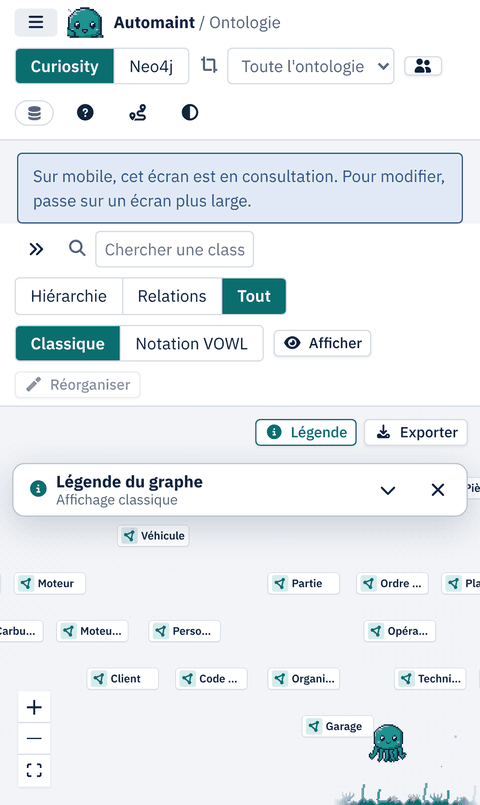 Automaint / Ontologie
Curiosity Neo4j Toute l'ontologie
Sur mobile, cet écran est en consultation. Pour modifier,
passe sur un écran plus large.
Chercher une class
Hiérarchie Relations Tout
Classique Notation VOWL Afficher
Réorganiser
Légende Exporter
Légende du graphe
Affichage classique
Piè
Véhicule
Moteur Partie Ordre ... Pla
Carbu... Moteu... Perso... Opéra...
Client Code ... Organi... Techni...
Garage